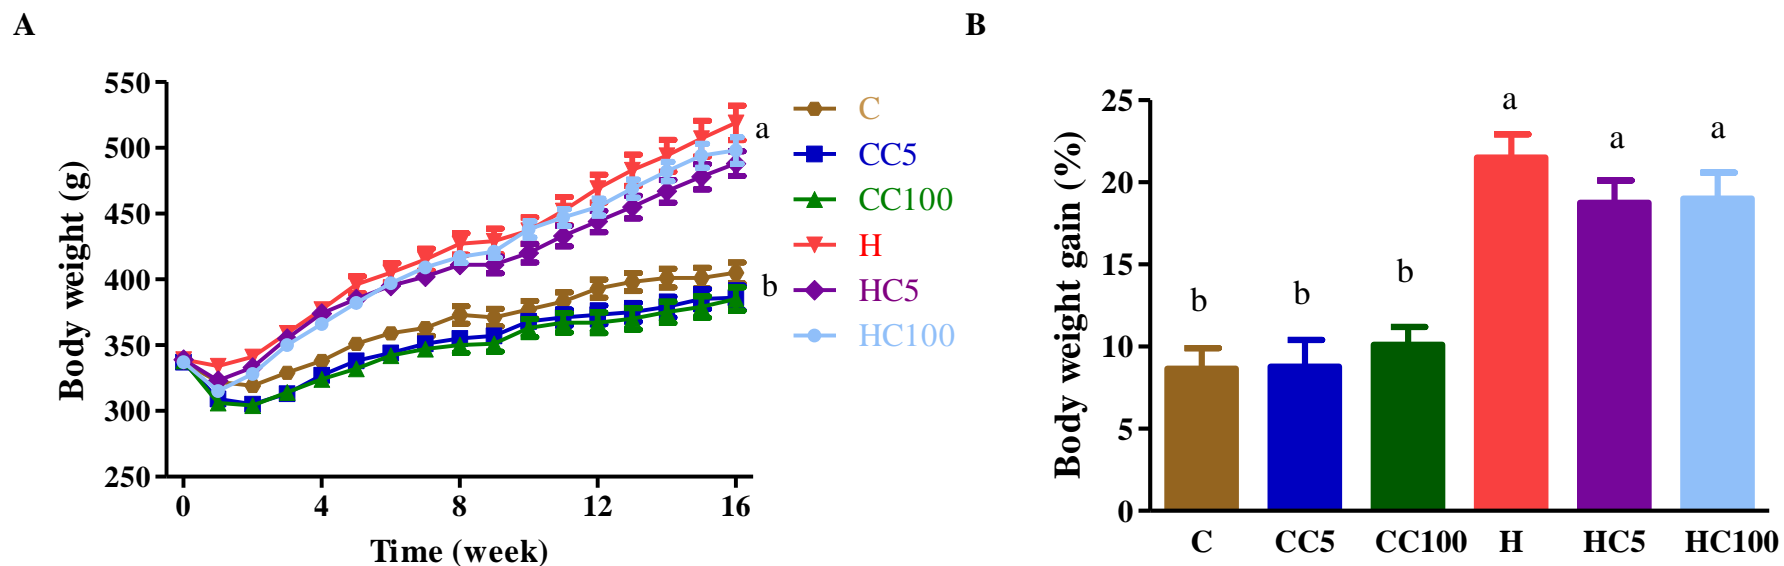 A
Body weight (g)
550
500
450
400
350
300
250
0 4 8 12 16
Time (week)
a
b
C
CC5
CC100
H
HC5
HC100
B
Body weight gain (%)
25
20
15
10
5
0
b b b a a a
C CC5 CC100 H HC5 HC100